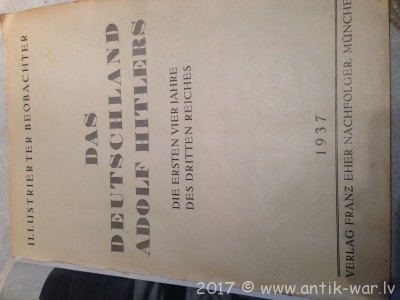 ILLUSTRIERTER BEOBACHTER
DAS
DEUTSCHLAND
ADOLF HITLERS
DIE ERSTEN VIER JAHRE
DES DRITTEN REICHES
1937
VERLAG FRANZ EHER NACHFOLGER, MÜNCHE
2017 © www.antik-war.lv